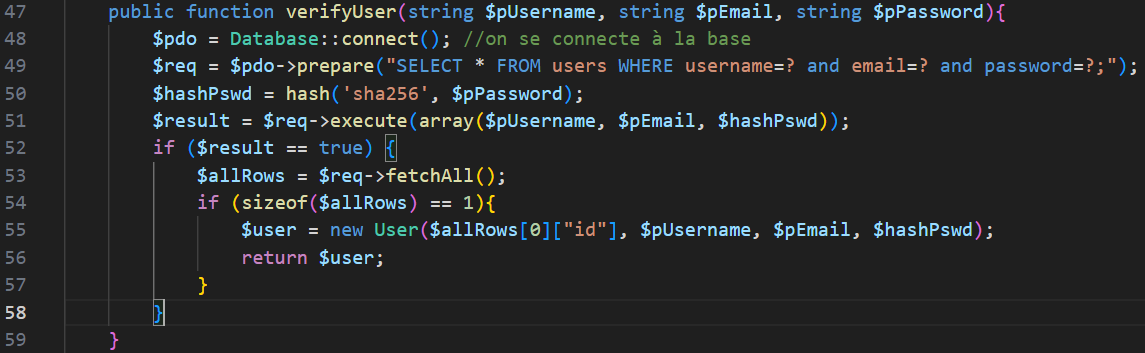 47 public function verifyUser(string $pUsername, string $pEmail, string $pPassword){
48 $pdo = Database::connect(); //on se connecte à la base
49 $req = $pdo->prepare("SELECT * FROM users WHERE username=? and email=? and password=?;");
50 $hashPswd = hash('sha256', $pPassword);
51 $result = $req->execute(array($pUsername, $pEmail, $hashPswd));
52 if ($result == true) {
53 $allRows = $req->fetchAll();
54 if (sizeof($allRows) == 1){
55 $user = new User($allRows[0]["id"], $pUsername, $pEmail, $hashPswd);
56 return $user;
57 }
58 }
59 }